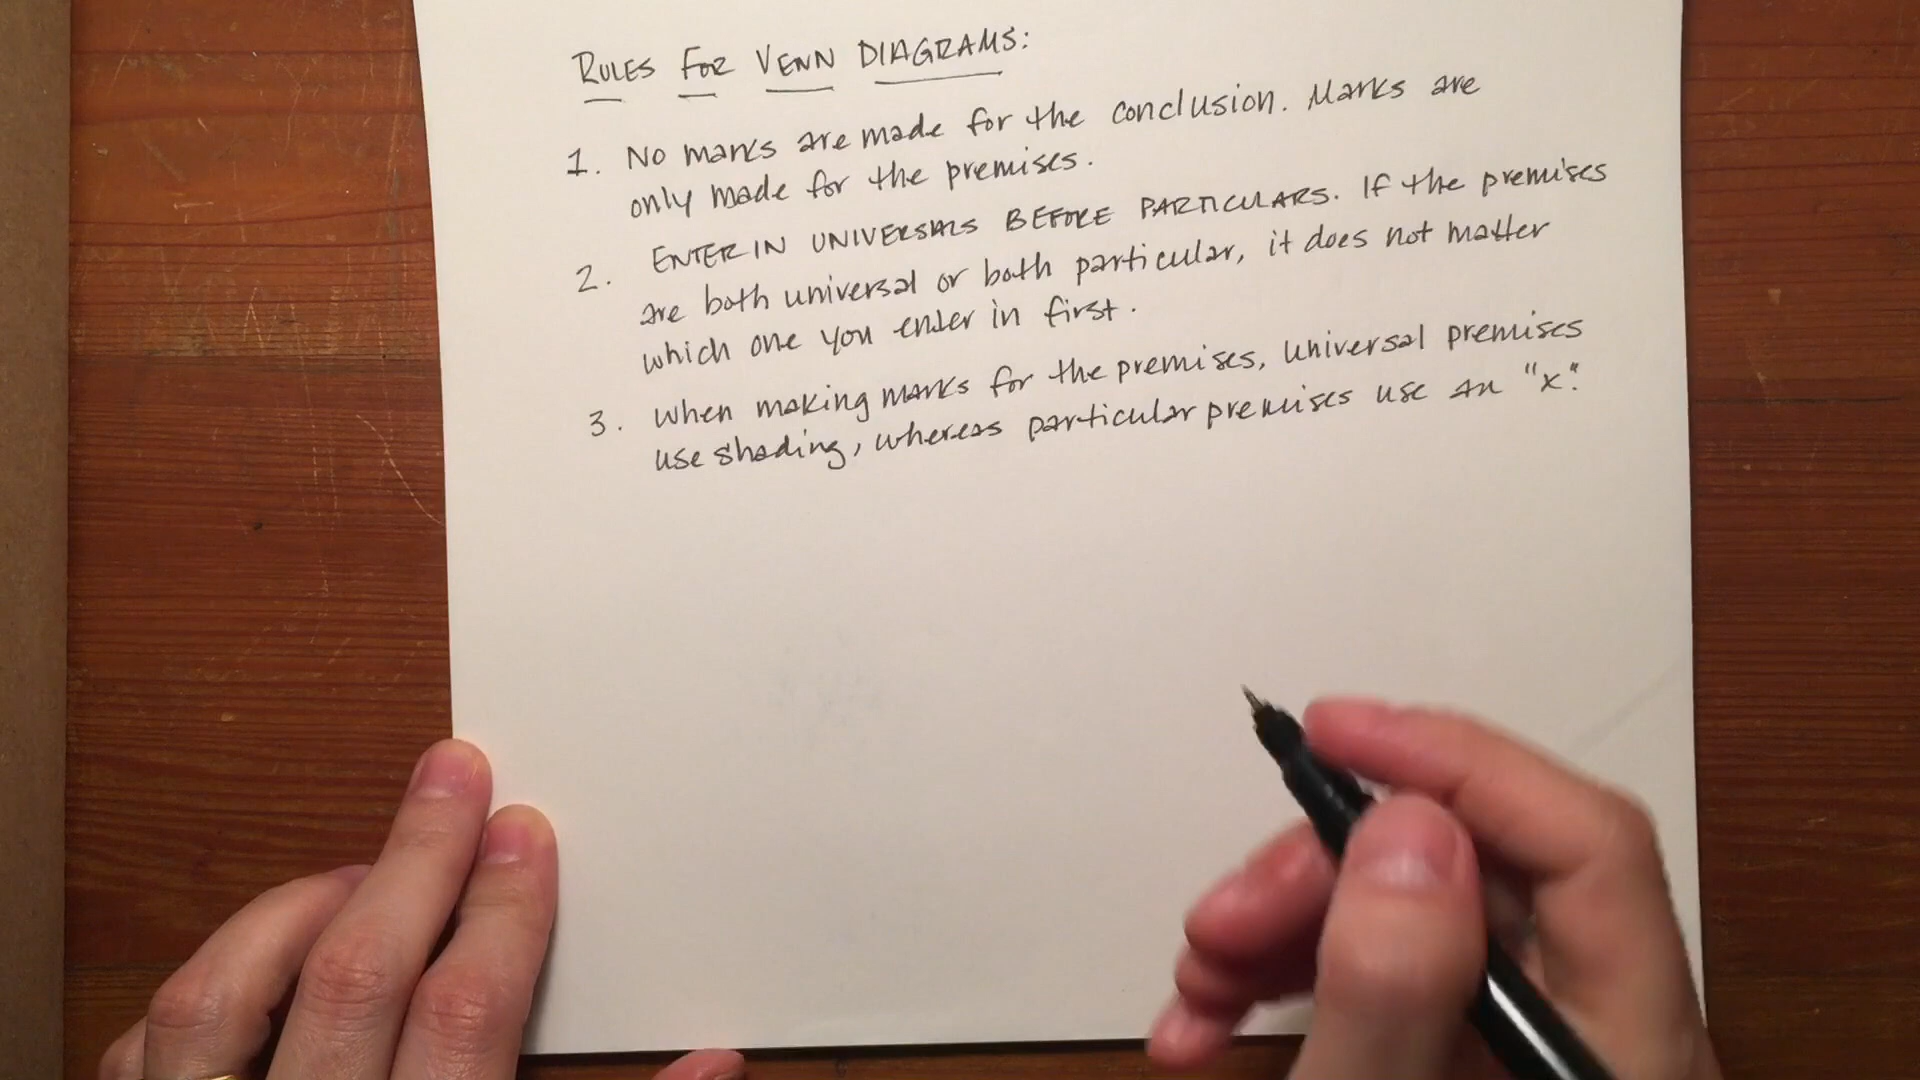 RULES FOR VENN DIAGRAMS:
1. No marks are made for the conclusion. Marks are
only made for the premises.
2. ENTER IN UNIVERSALS BEFORE PARTICULARS. If the premises
are both universal or both particular, it does not matter
which one you enter in first.
3. When making marks for the premises, universal premises
use shading, whereas particular premises use an "x".